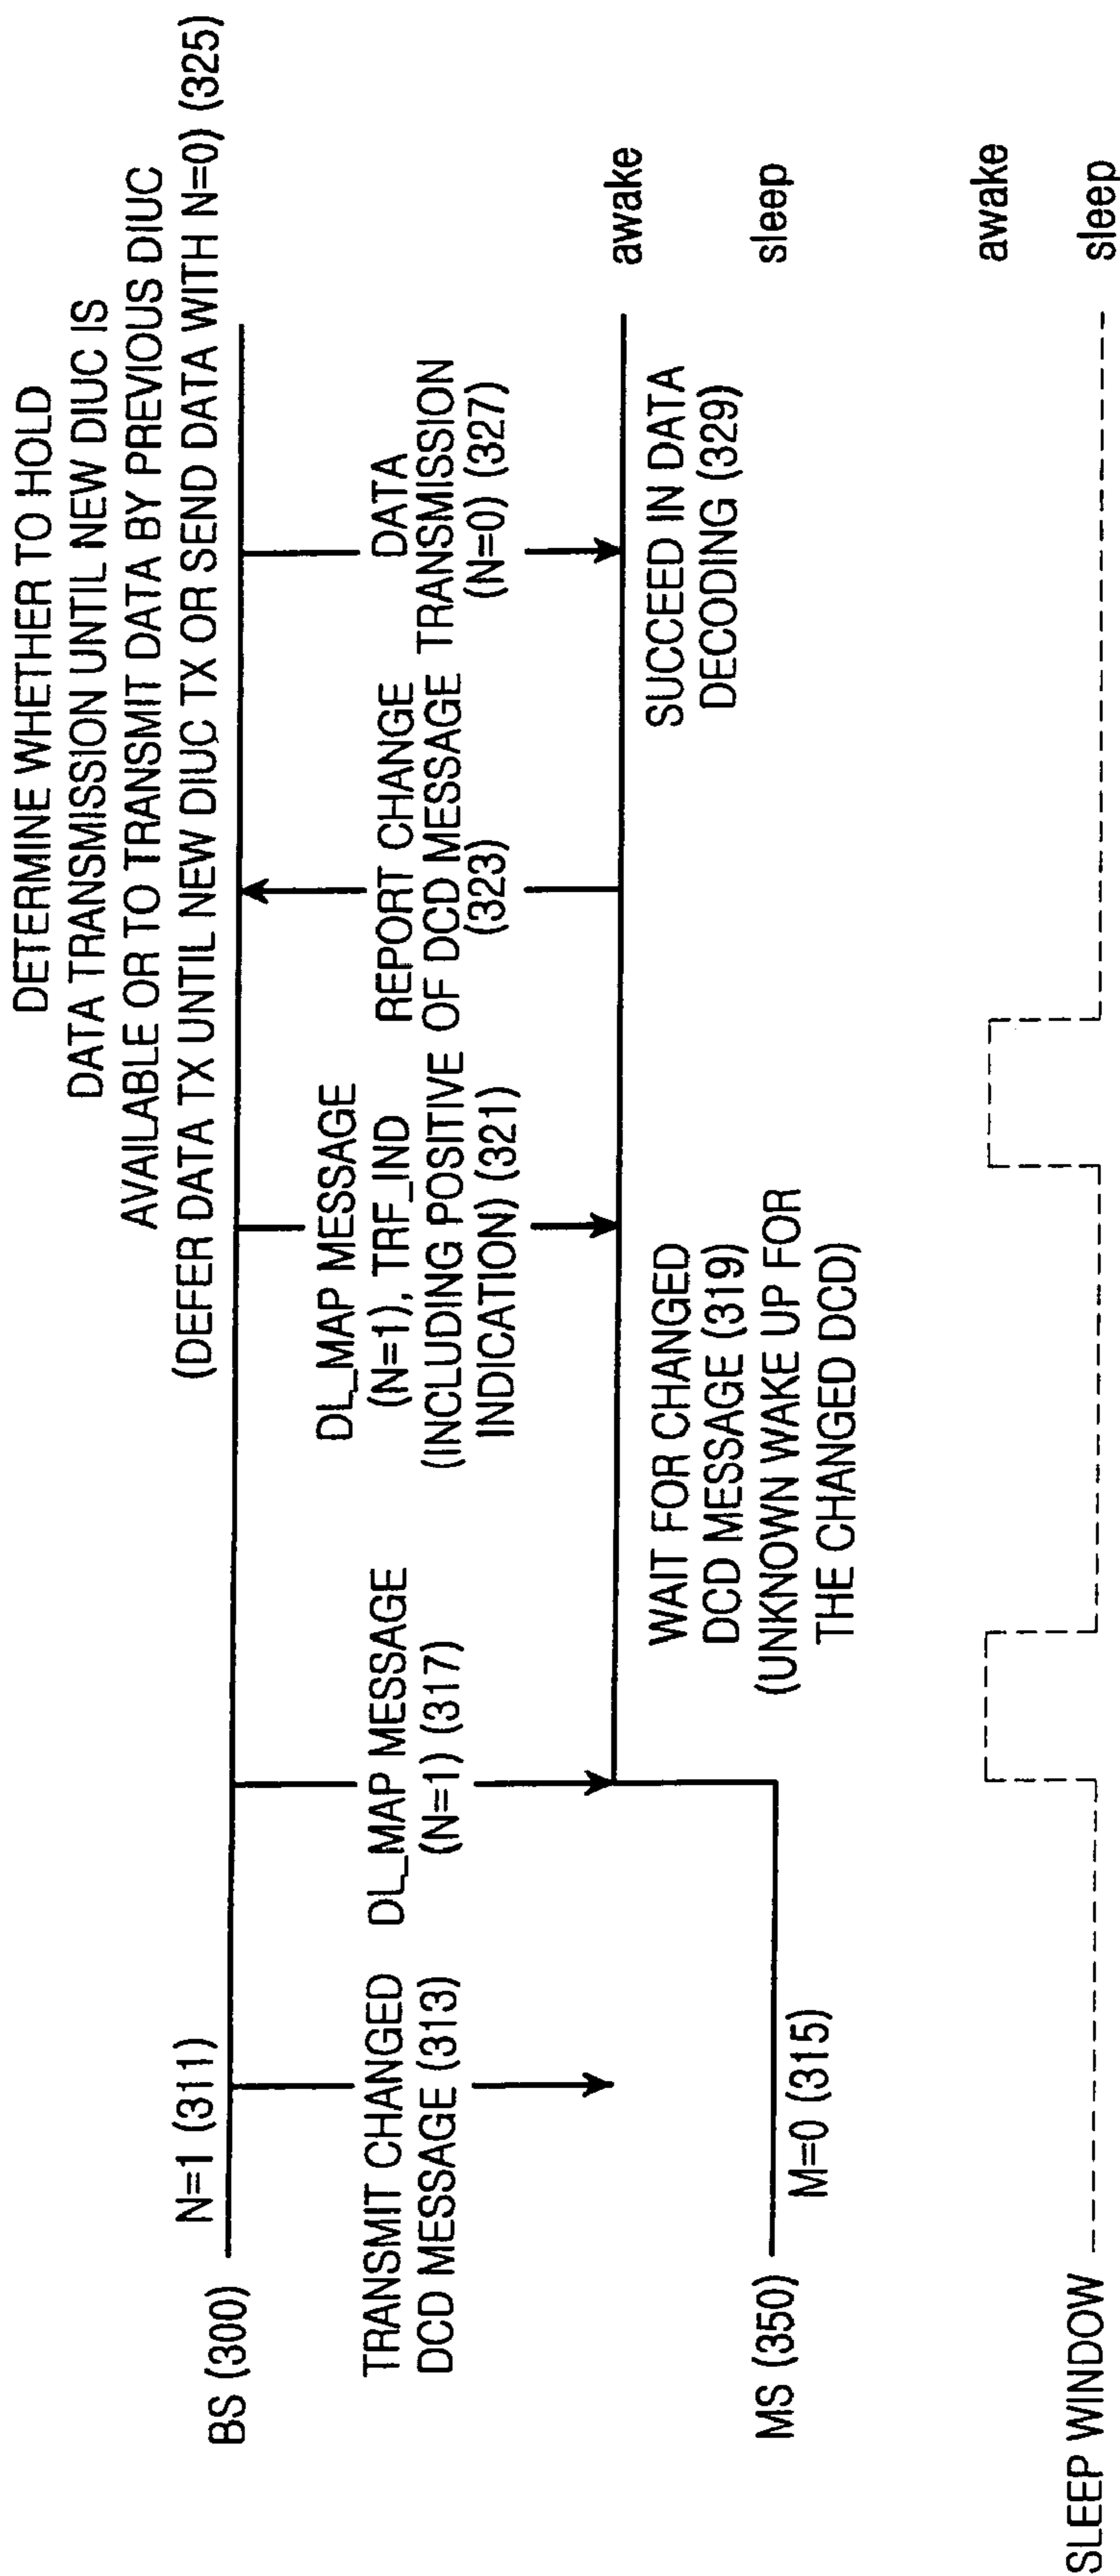 DETERMINE WHETHER TO HOLD
DATA TRANSMISSION UNTIL NEW DIUC IS
AVAILABLE OR TO TRANSMIT DATA BY PREVIOUS DIUC
(DEFER DATA TX UNTIL NEW DIUC TX OR SEND DATA WITH N=0) (325)
BS (300)
N=1 (311)
TRANSMIT CHANGED
DCD MESSAGE (313)
DL_MAP MESSAGE
(N=1) (317)
DL_MAP MESSAGE
(N=1), TRF_IND
(INCLUDING POSITIVE
INDICATION) (321)
REPORT CHANGE
OF DCD MESSAGE
(323)
DATA
TRANSMISSION
(N=0) (327)
MS (350)
M=0 (315)
WAIT FOR CHANGED
DCD MESSAGE (319)
(UNKNOWN WAKE UP FOR
THE CHANGED DCD)
SUCCEED IN DATA
DECODING (329)
awake
sleep
SLEEP WINDOW
awake
sleep